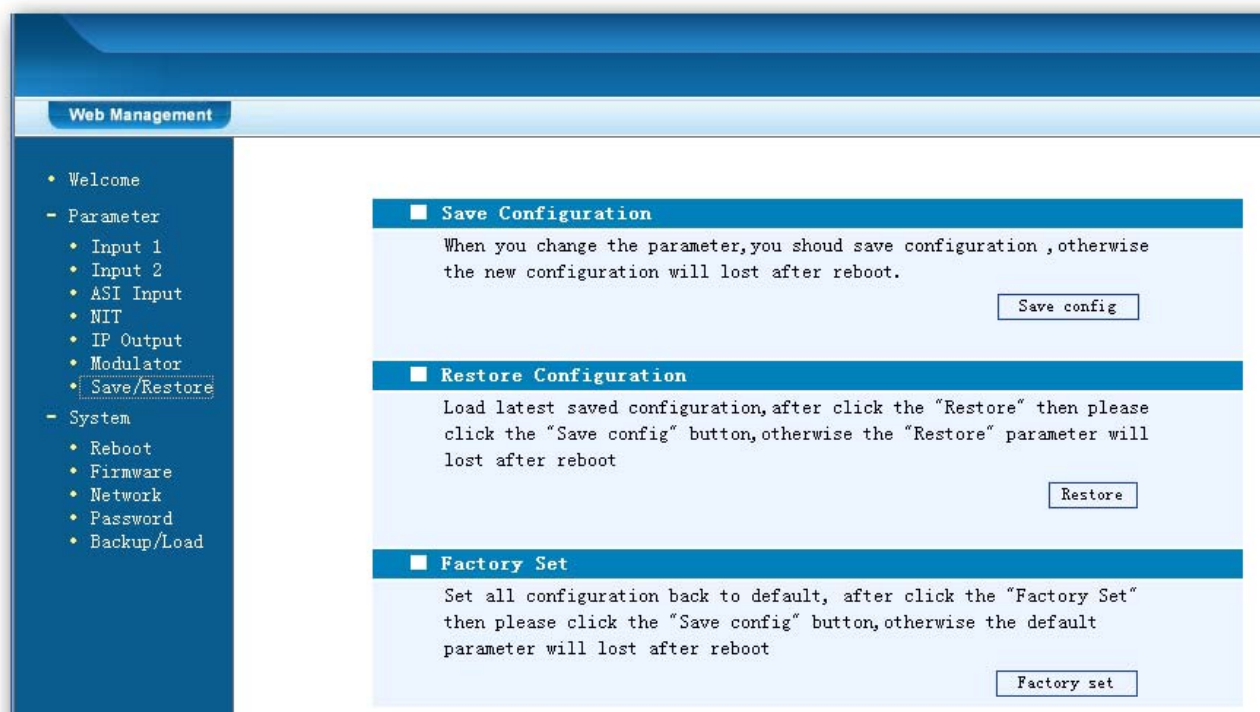 Web Management
Welcome
Parameter
Input 1
Input 2
ASI Input
NIT
IP Output
Modulator
Save/Restore
System
Reboot
Firmware
Network
Password
Backup/Load
Save Configuration
When you change the parameter,you shoud save configuration ,otherwise
the new configuration will lost after reboot.
Save config
Restore Configuration
Load latest saved configuration,after click the "Restore" then please
click the "Save config" button,otherwise the "Restore" parameter will
lost after reboot
Restore
Factory Set
Set all configuration back to default, after click the "Factory Set"
then please click the "Save config" button,otherwise the default
parameter will lost after reboot
Factory set